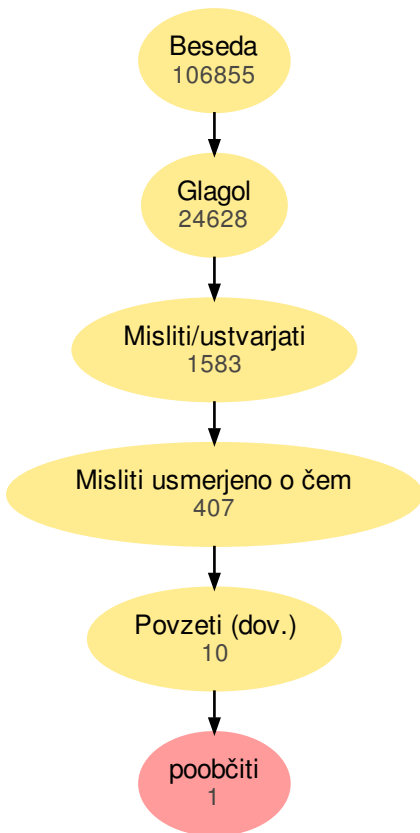 Beseda
106855
Glagol
24628
Misliti/ustvarjati
1583
Misliti usmerjeno o čem
407
Povzeti (dov.)
10
poobčiti
1